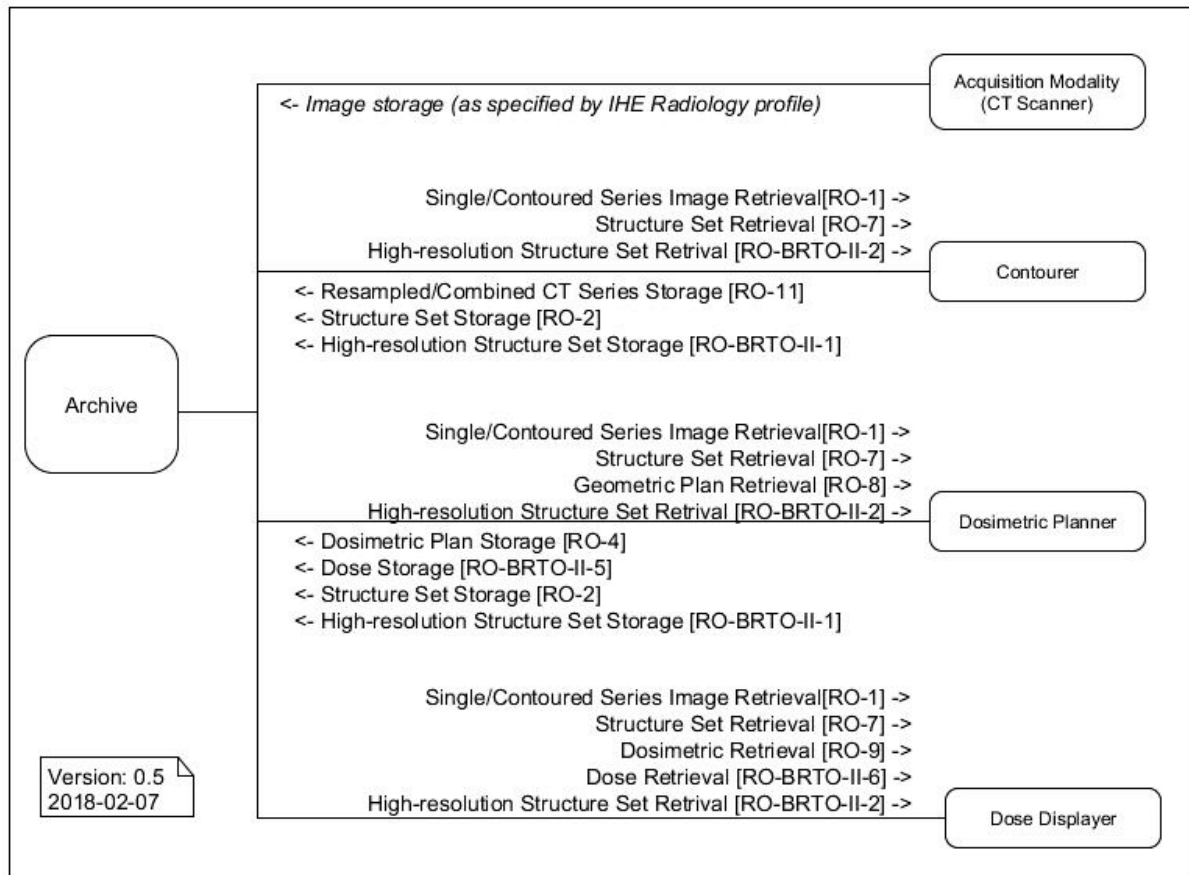 Acquisition Modality
(CT Scanner)
<- Image storage (as specified by IHE Radiology profile)
Single/Contoured Series Image Retrieval[RO-1] ->
Structure Set Retrieval [RO-7] ->
High-resolution Structure Set Retrival [RO-BRTO-II-2] ->
Contourer
<- Resampled/Combined CT Series Storage [RO-11]
<- Structure Set Storage [RO-2]
<- High-resolution Structure Set Storage [RO-BRTO-II-1]
Archive
Single/Contoured Series Image Retrieval[RO-1] ->
Structure Set Retrieval [RO-7] ->
Geometric Plan Retrieval [RO-8] ->
High-resolution Structure Set Retrival [RO-BRTO-II-2] ->
Dosimetric Planner
<- Dosimetric Plan Storage [RO-4]
<- Dose Storage [RO-BRTO-II-5]
<- Structure Set Storage [RO-2]
<- High-resolution Structure Set Storage [RO-BRTO-II-1]
Single/Contoured Series Image Retrieval[RO-1] ->
Structure Set Retrieval [RO-7] ->
Dosimetric Retrieval [RO-9] ->
Dose Retrieval [RO-BRTO-II-6] ->
High-resolution Structure Set Retrival [RO-BRTO-II-2] ->
Dose Displayer
Version: 0.5
2018-02-07